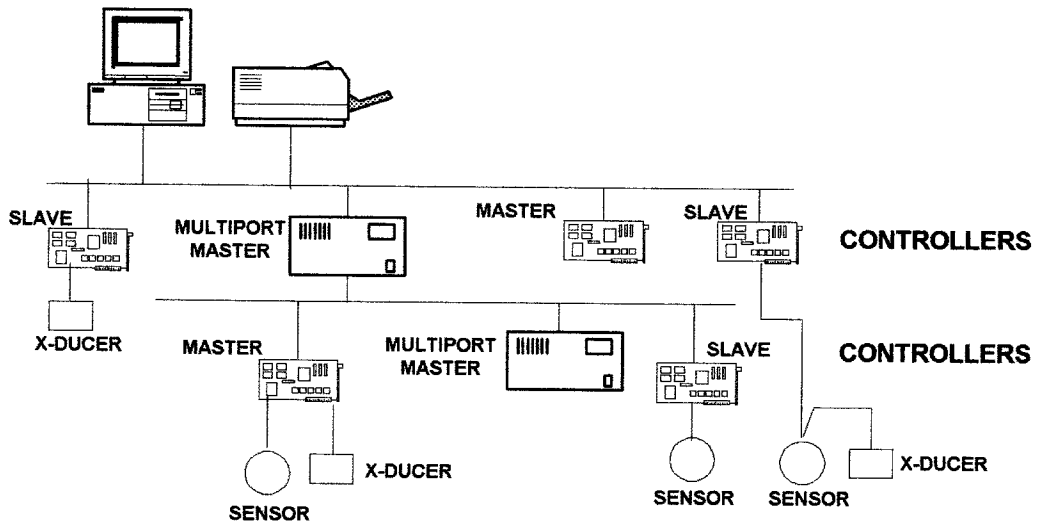 SLAVE
MULTIPORT
MASTER
MASTER
SLAVE
CONTROLLERS
X-DUCER
MASTER
MULTIPORT
MASTER
SLAVE
CONTROLLERS
X-DUCER
SENSOR
SENSOR
SENSOR
X-DUCER